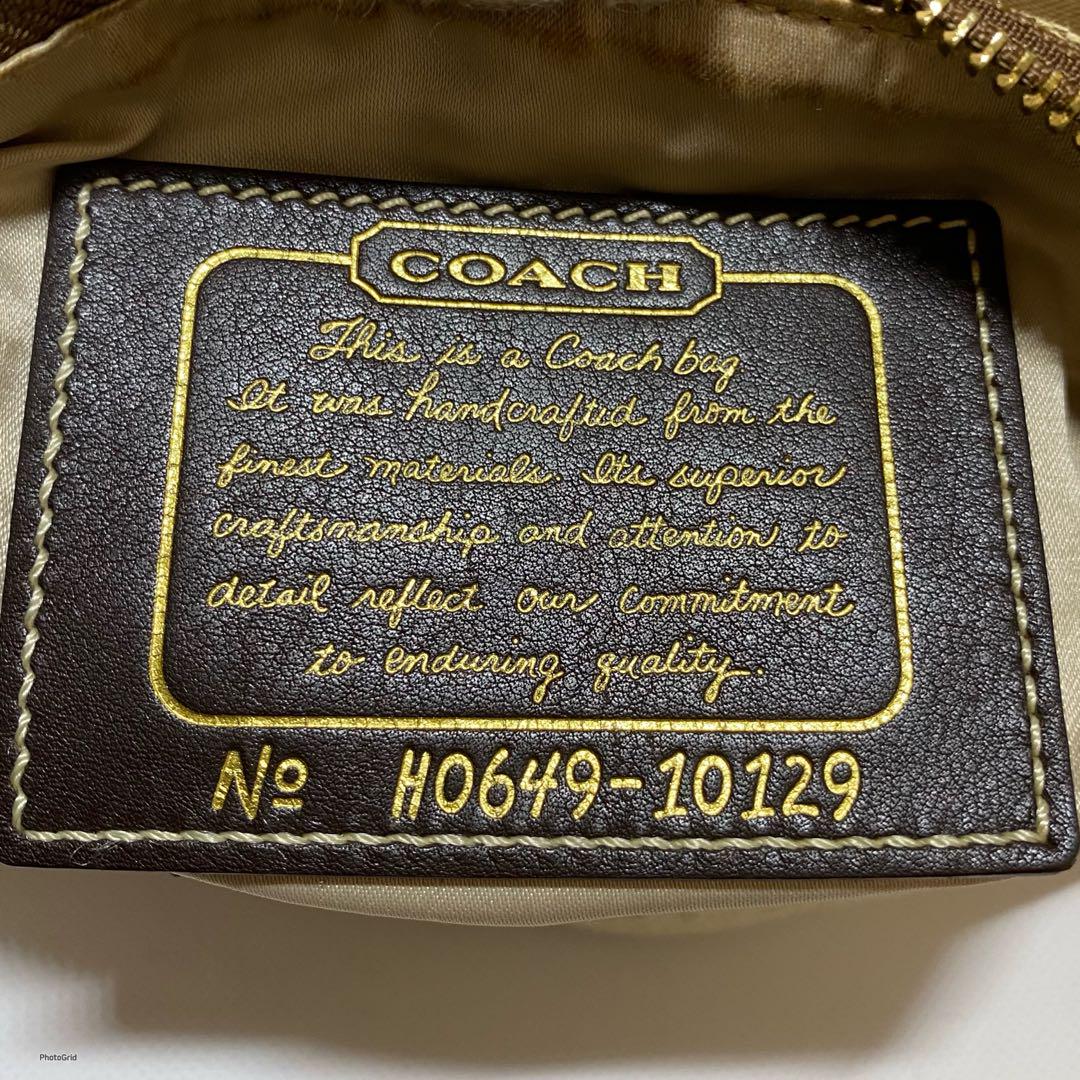 COACH
This is a Coach bag
It was handcrafted from the
finest materials. Its superior
craftsmanship and attention to
detail reflect our commitment
to enduring quality.
Nº H0649-10129
PhotoGrid